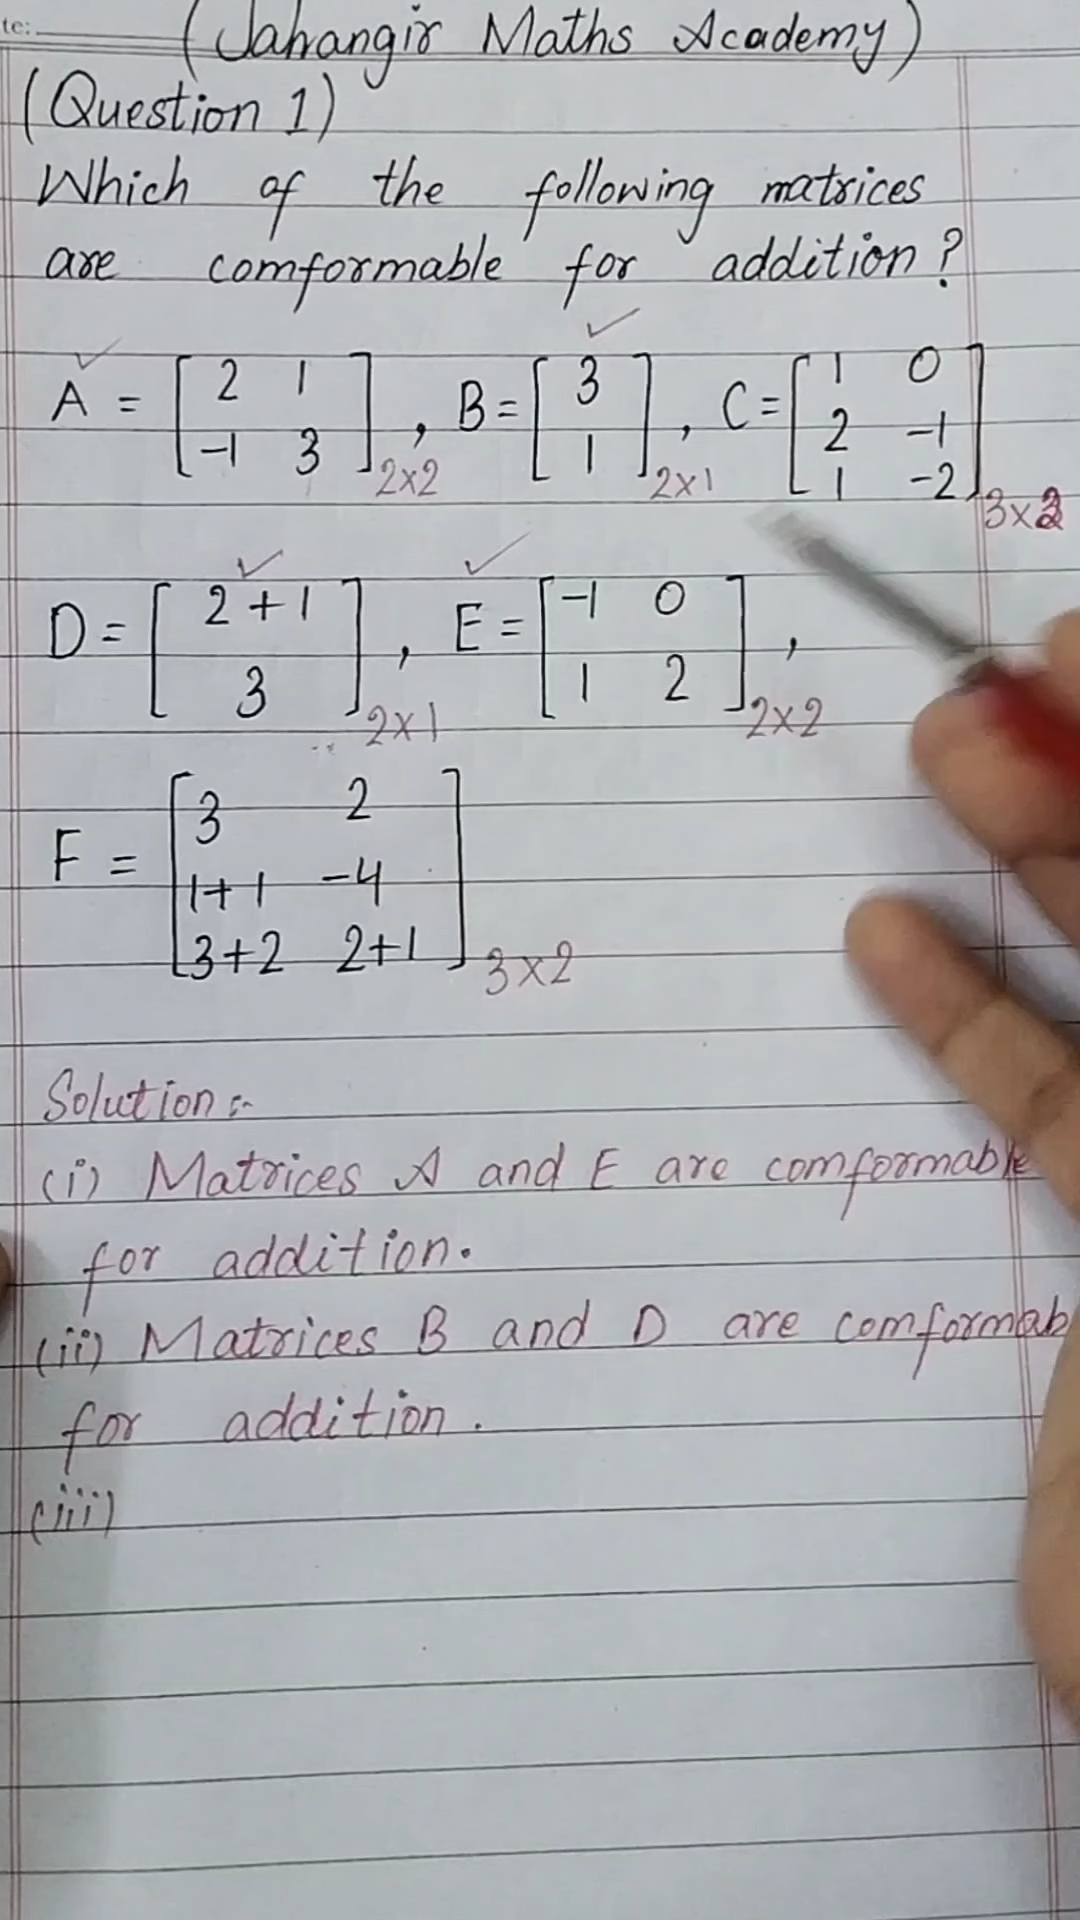 te:
(Jahangir Maths Academy)
(Question 1)
Which of the following matrices
are comformable for addition?
A = [2 1; -1 3] 2×2, B = [3; 1] 2×1, C = [1 0; 2 -1; 1 -2] 3×2
D = [2+1; 3] 2×1, E = [-1 0; 1 2] 2×2,
F = [3 2; 1+1 -4; 3+2 2+1] 3×2
Solution:-
(i) Matrices A and E are comformable
for addition.
(ii) Matrices B and D are comformab
for addition.
(iii)